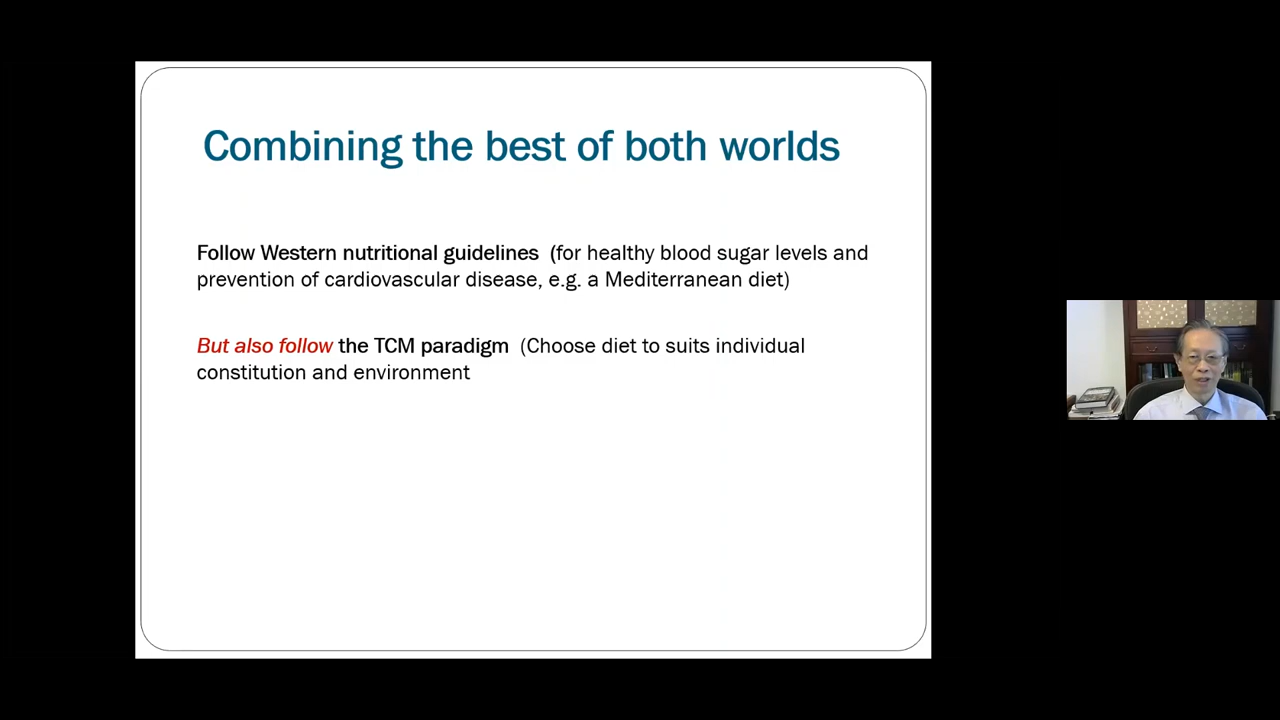 Combining the best of both worlds
Follow Western nutritional guidelines (for healthy blood sugar levels and
prevention of cardiovascular disease, e.g. a Mediterranean diet)
But also follow the TCM paradigm (Choose diet to suits individual
constitution and environment